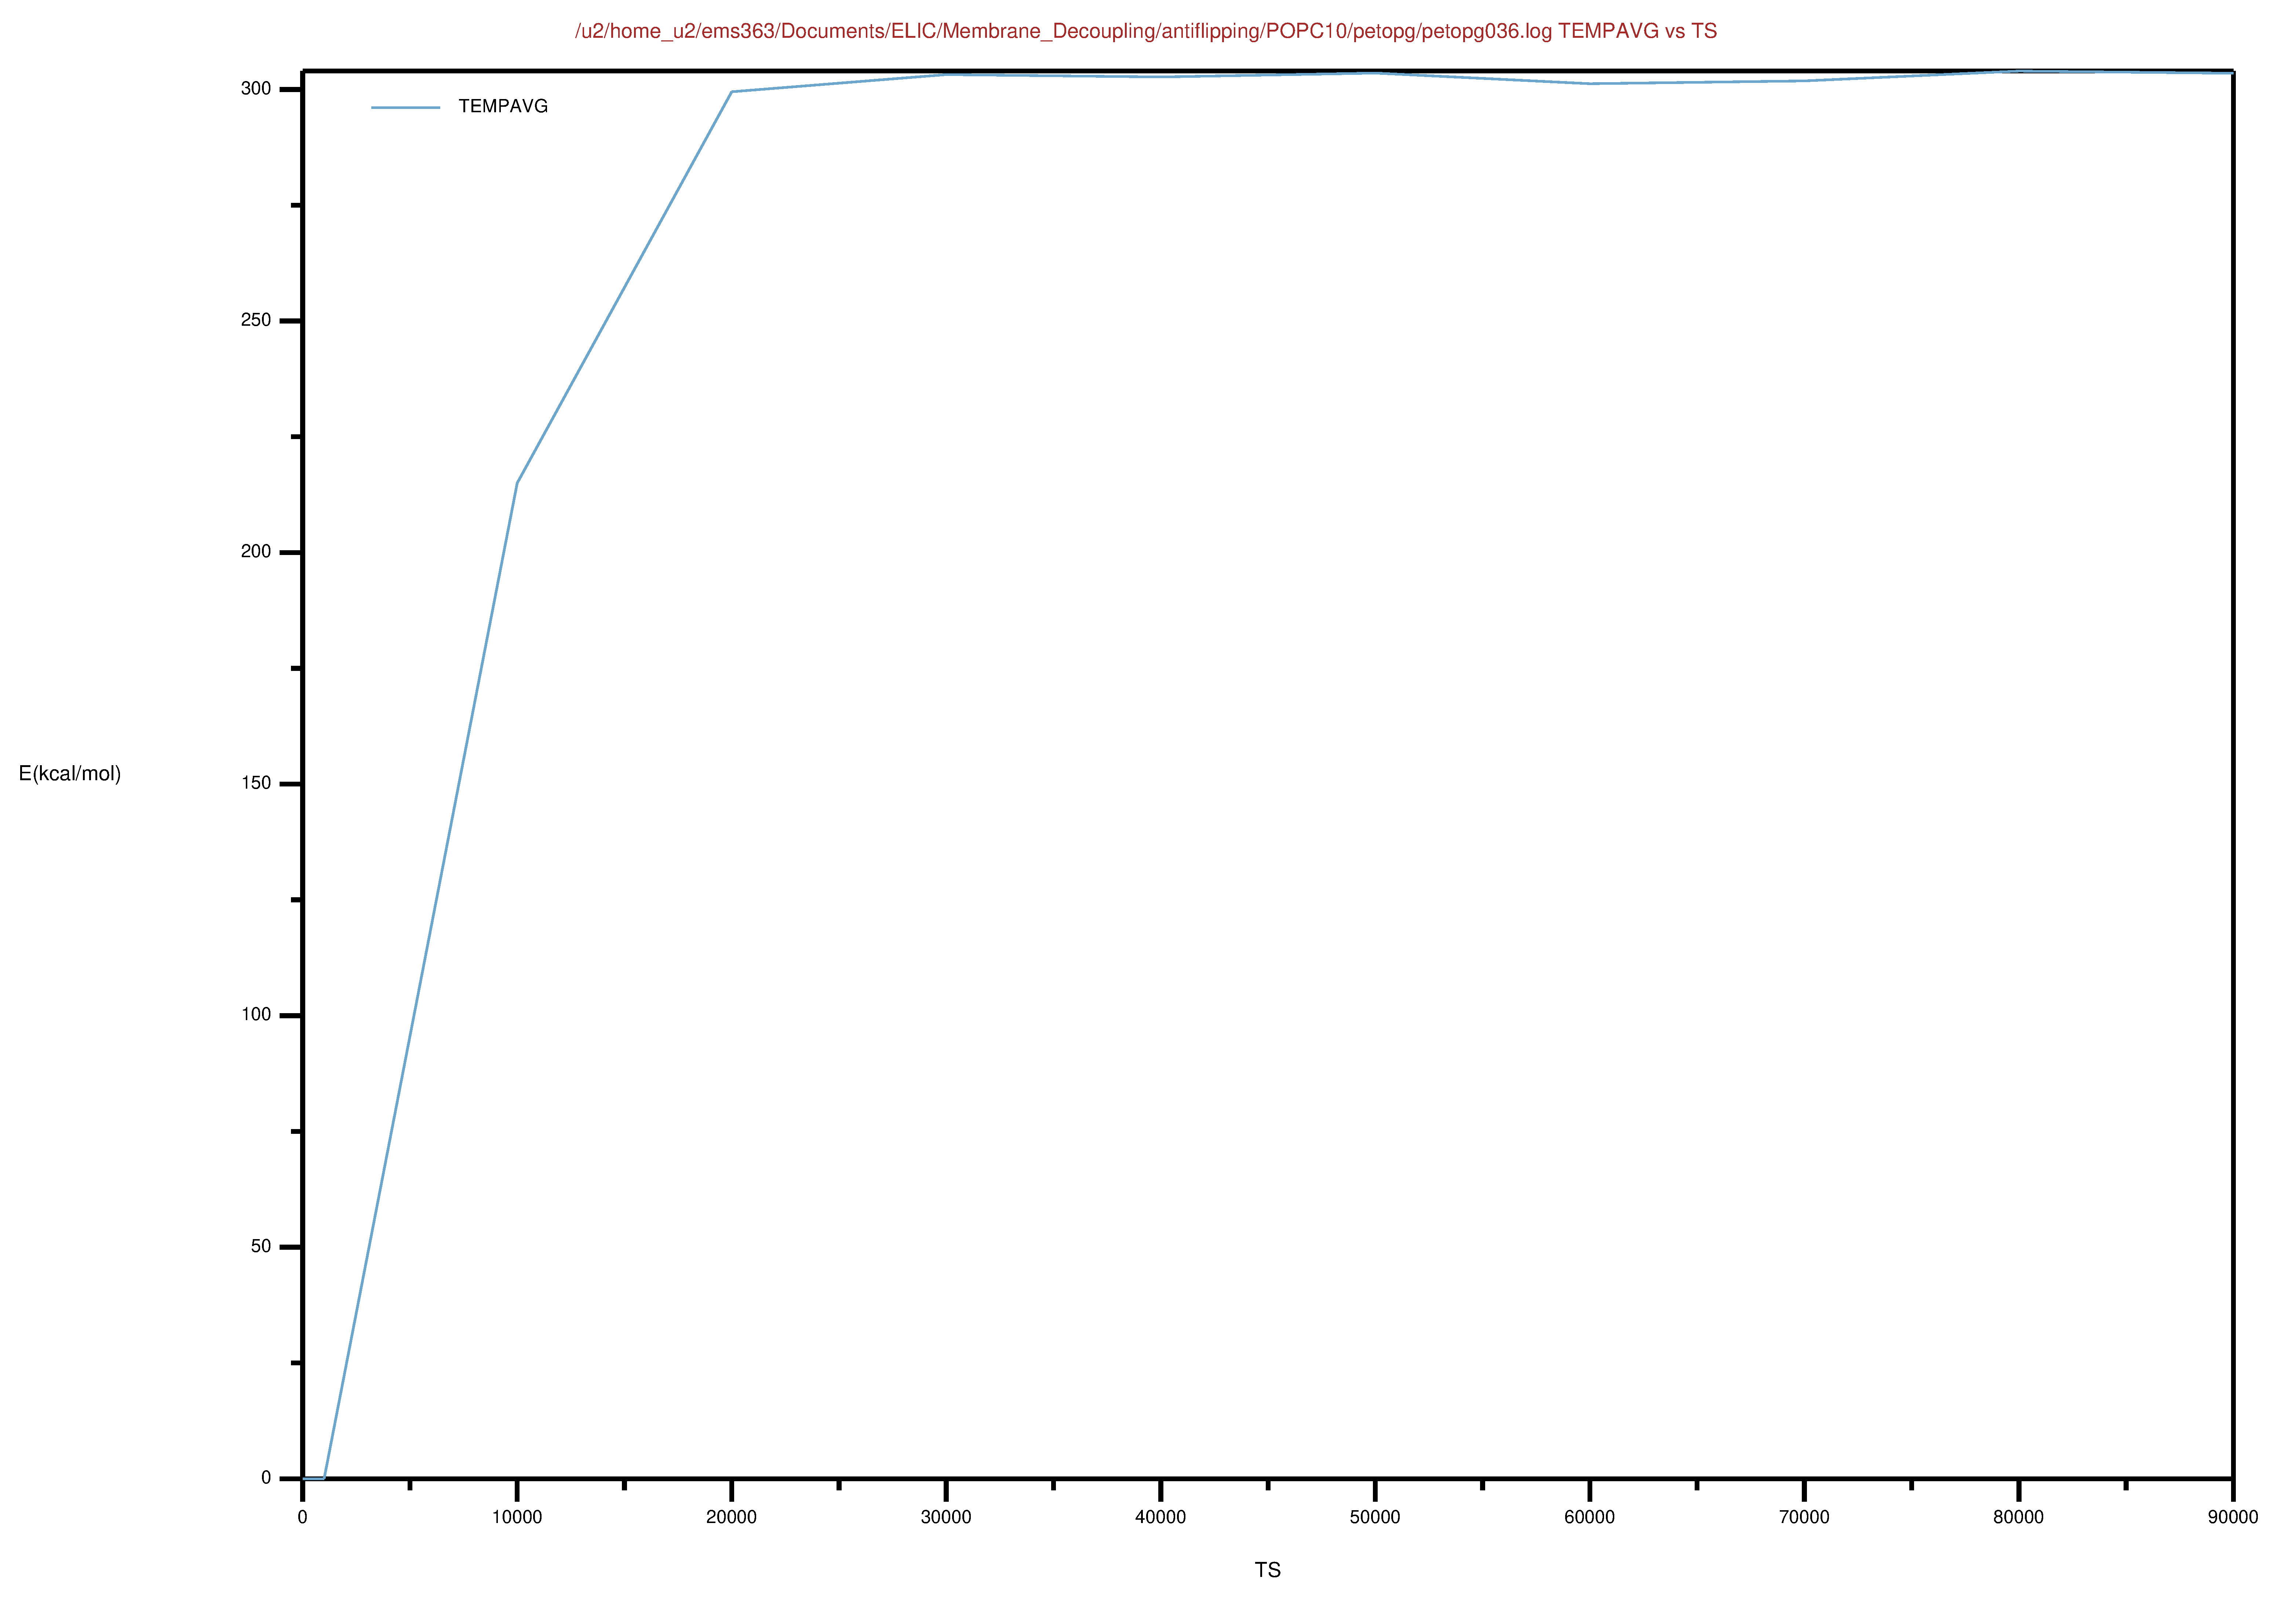 /u2/home_u2/ems363/Documents/ELIC/Membrane_Decoupling/antiflipping/POPC10/petopg/petopg036.log TEMPAVG vs TS
300
TEMPAVG
250
200
E(kcal/mol)
150
100
50
0
0 10000 20000 30000 40000 50000 60000 70000 80000 90000
TS